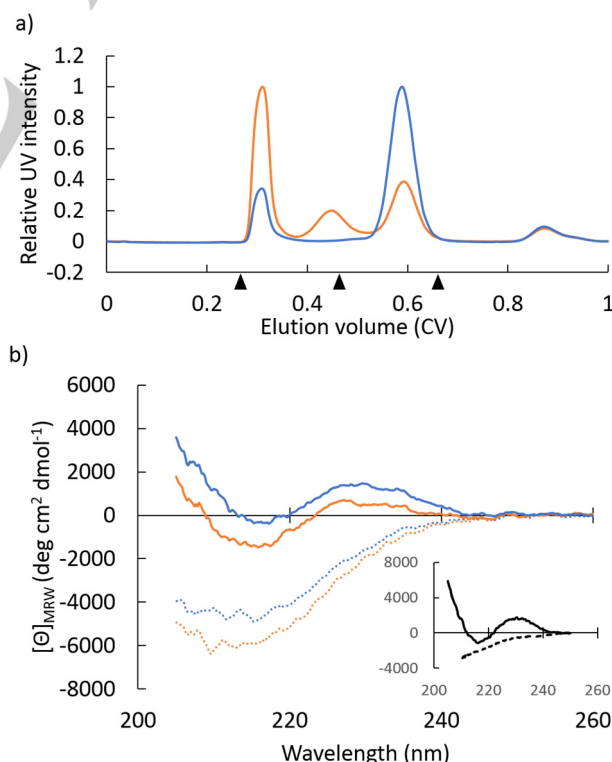 a)
Relative UV intensity
1.2
1
0.8
0.6
0.4
0.2
0
-0.2
0 0.2 0.4 0.6 0.8 1
Elution volume (CV)
b)
[Θ]MRW (deg cm² dmol⁻¹)
6000
4000
2000
0
-2000
-4000
-6000
-8000
200 220 240 260
Wavelength (nm)
8000
4000
0
-4000
200 220 240 260